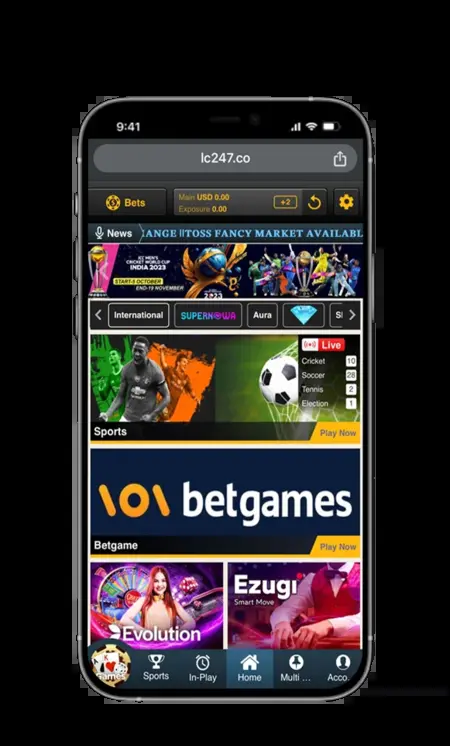 9:41
lc247.co
Bets
Main USD 0.00
Exposure 0.00
+2
News
ANGE || TOSS FANCY MARKET AVAILABL
ICC MEN'S
CRICKET WORLD CUP
INDIA 2023
START-5 OCTOBER
END-19 NOVEMBER
2023
International
SUPERNOWA
Aura
Live
Cricket 10
Soccer 28
Tennis 2
Election 1
Sports
Play Now
betgames
Betgame
Play Now
Evolution
Ezugi
Smart Move
Games
Sports
In-Play
Home
Multi ...
Acco.